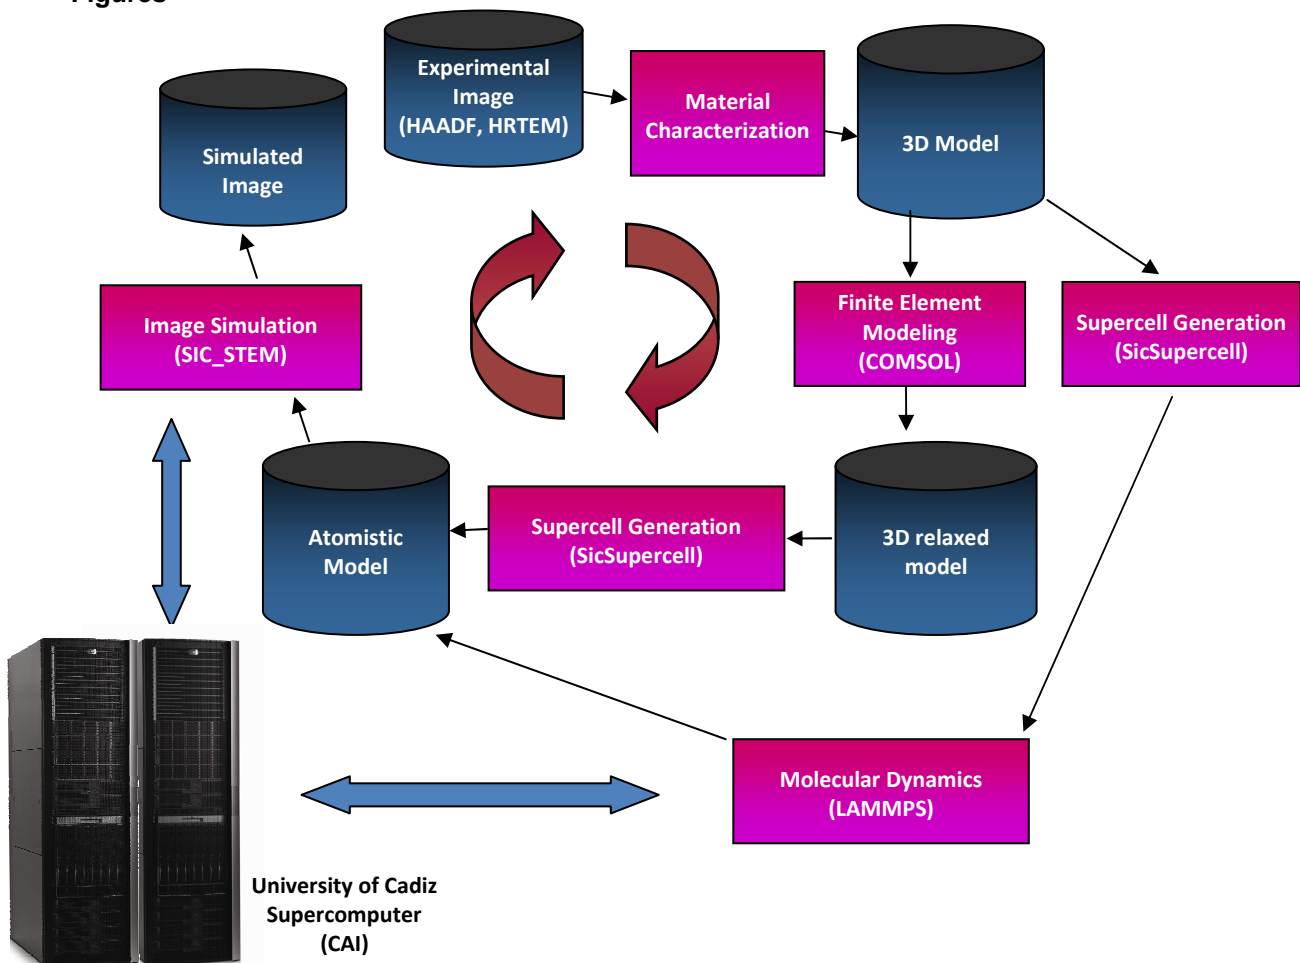 Figures
Experimental
Image
(HAADF, HRTEM)
Material
Characterization
3D Model
Simulated
Image
Image Simulation
(SIC_STEM)
Finite Element
Modeling
(COMSOL)
Supercell Generation
(SicSupercell)
Atomistic
Model
Supercell Generation
(SicSupercell)
3D relaxed
model
Molecular Dynamics
(LAMMPS)
University of Cadiz
Supercomputer
(CAI)